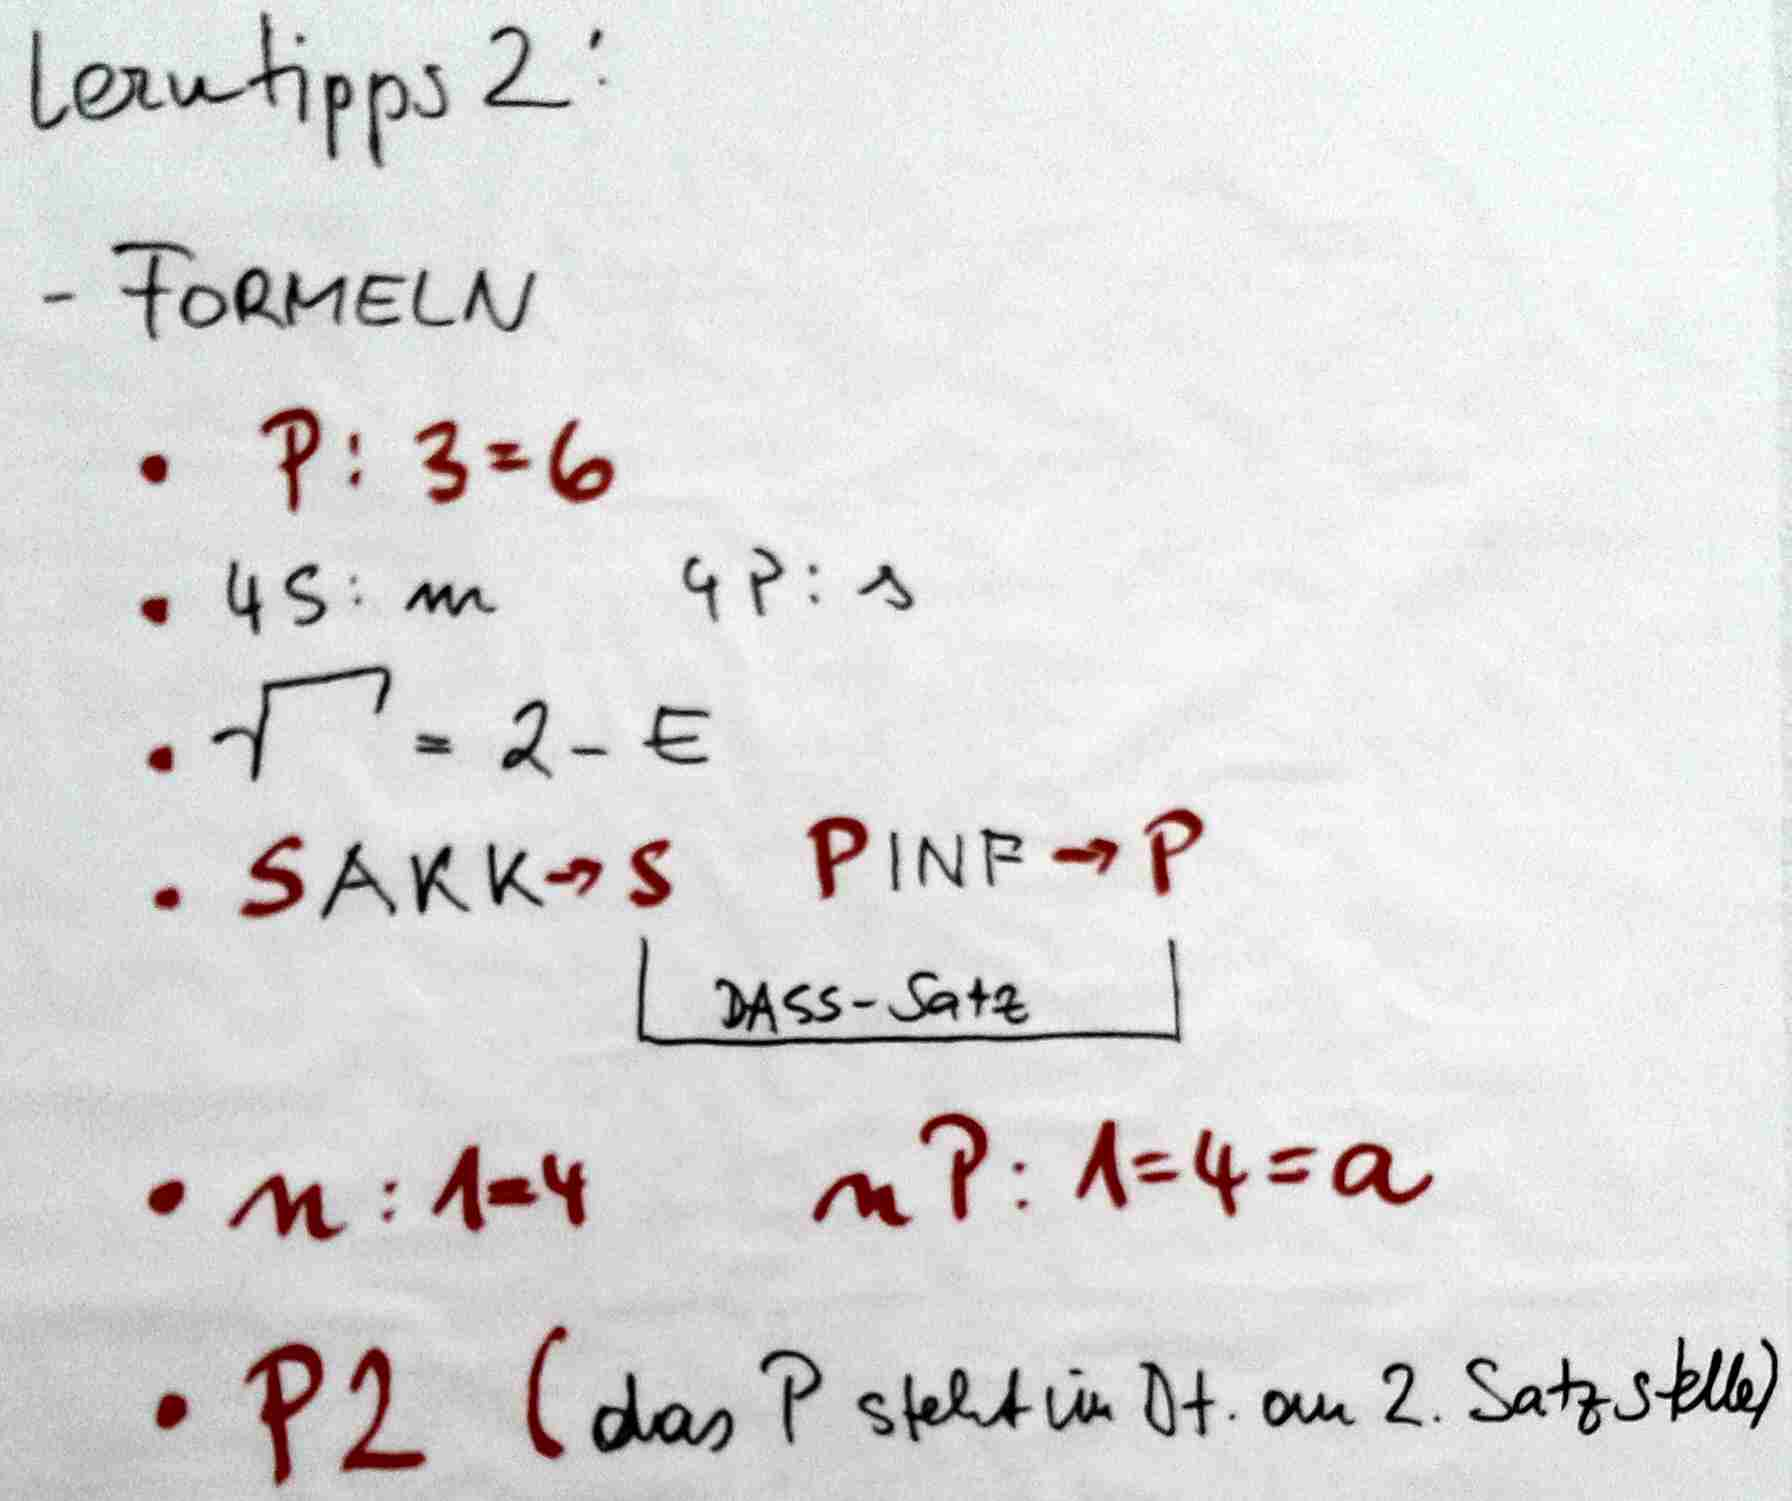 Lerntipps 2:
- FORMELN
• P: 3=6
• 4S: m 4P: s
• √ = 2-E
• SAKK→S PINF→P
DASS-Satz
• n: 1=4 nP: 1=4=a
• P2 (das P steht im Dt. an 2. Satzstelle)